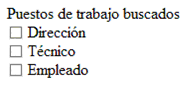 Puestos de trabajo buscados
Dirección
Técnico
Empleado